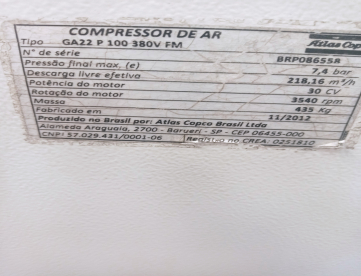 COMPRESSOR DE AR
Tipo GA22 P 100 380V FM Atlas Cop
N° de série BRP086558
Pressão final max. (e) 7,4 bar
Descarga livre efetiva 218,16 m³/h
Potência do motor 30 CV
Rotação do motor 3540 rpm
Massa 435 Kg
Fabricado em 11/2012
Produzido no Brasil por: Atlas Copco Brasil Ltda
Alameda Araguaia, 2700 - Barueri - SP - CEP 06455-000
CNPJ 57.029.431/0001-06 Registro no CREA: 0251810